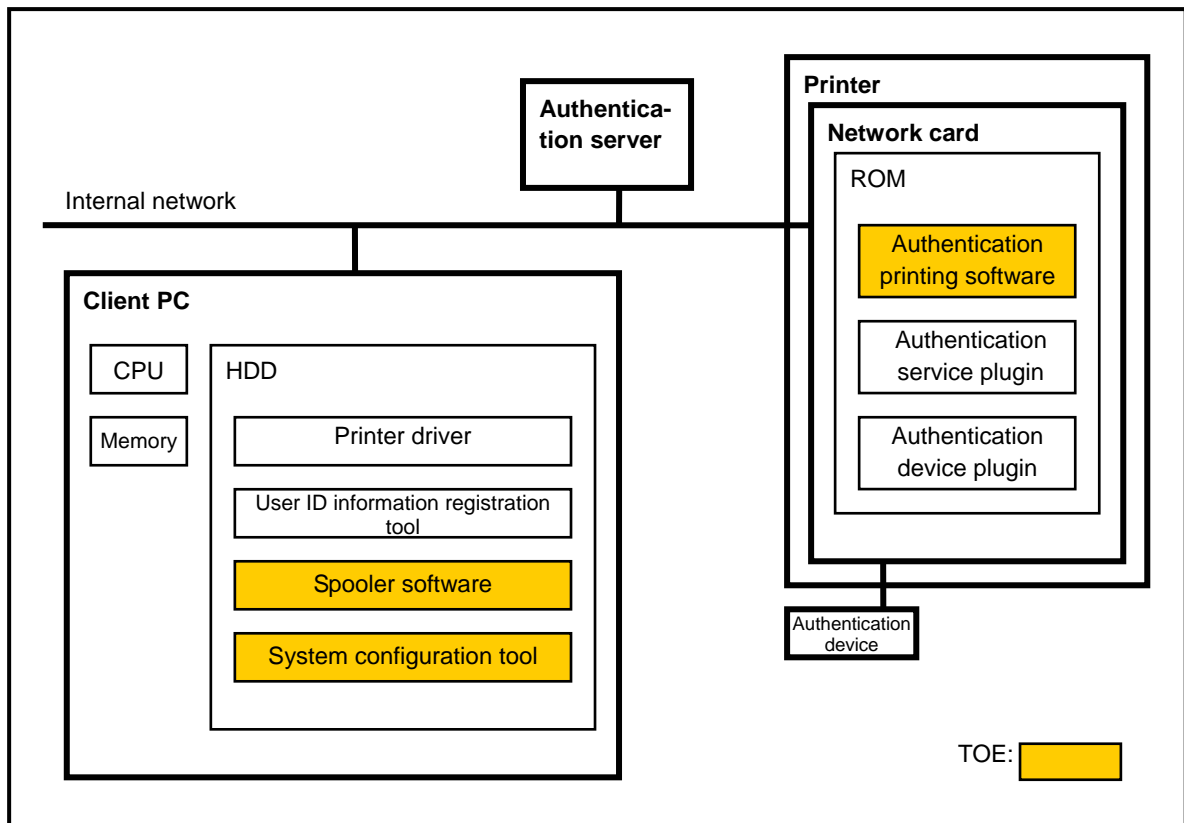 Printer
Authentica-
tion server
Network card
ROM
Internal network
Authentication
printing software
Client PC
Authentication
service plugin
CPU
HDD
Memory
Printer driver
Authentication
device plugin
User ID information registration
tool
Spooler software
Authentication
device
System configuration tool
TOE: